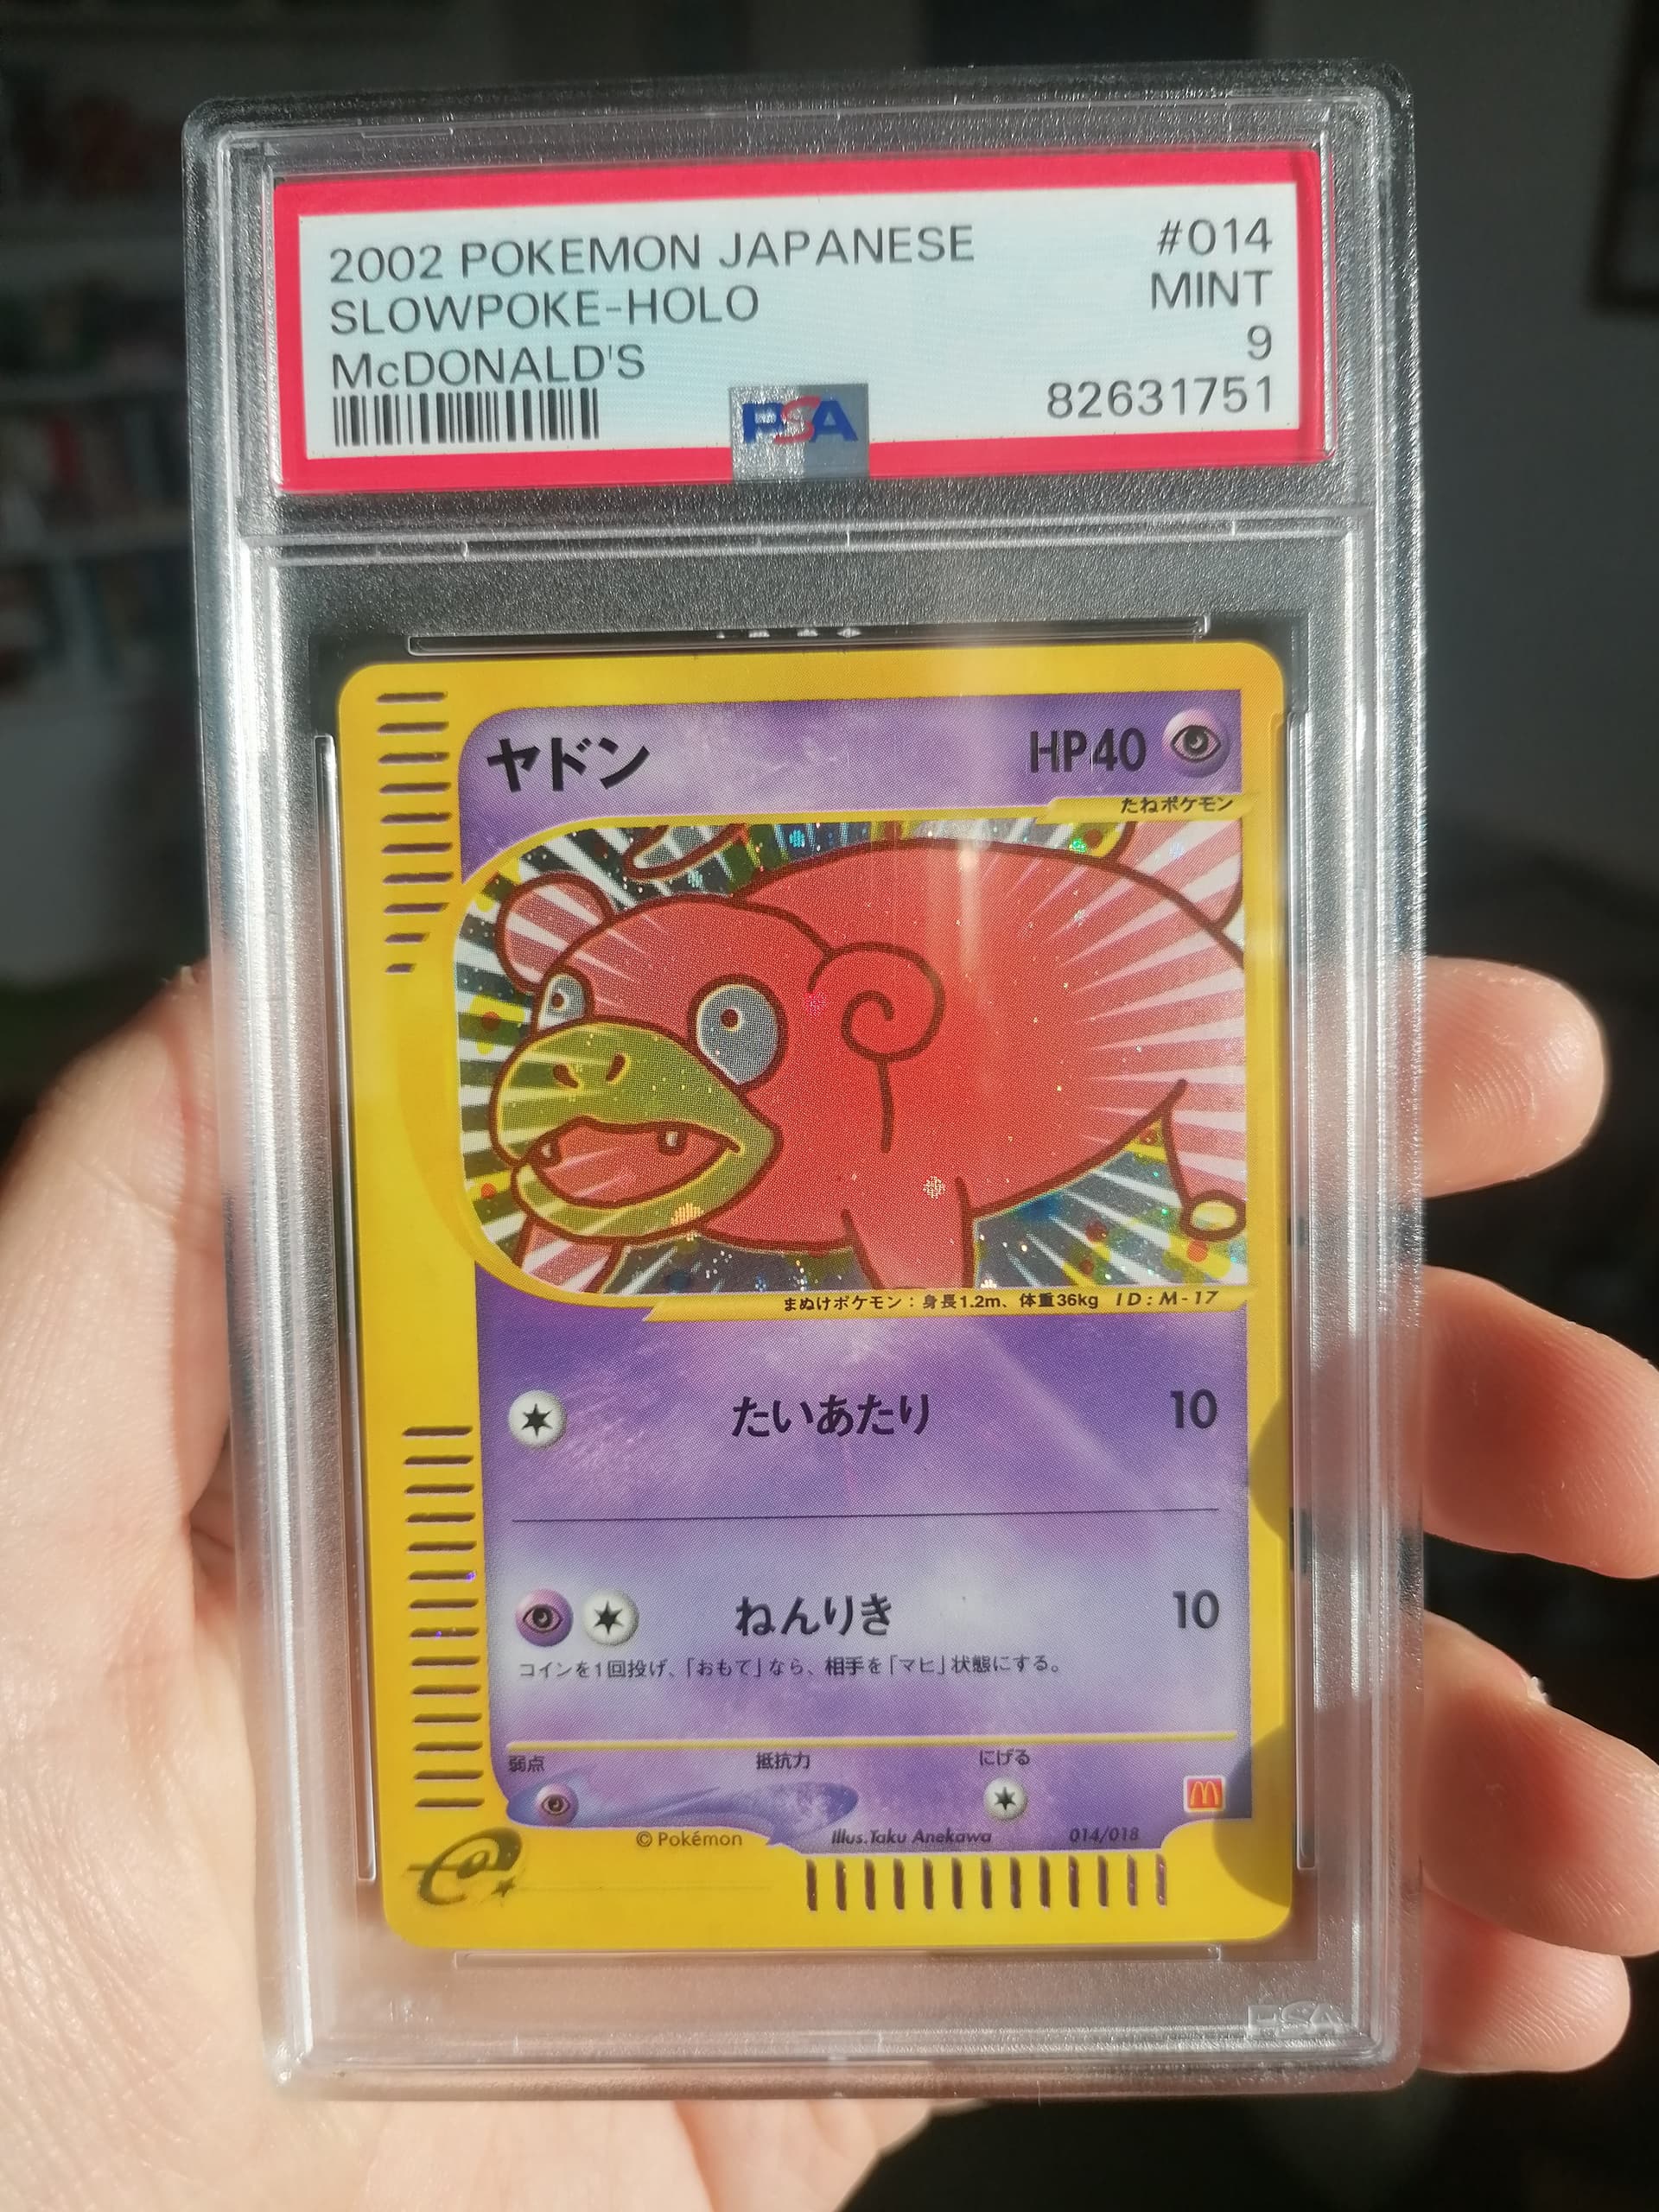 2002 POKEMON JAPANESE #014
SLOWPOKE-HOLO MINT
McDONALD'S 9
PSA 82631751
ヤドン HP40
たねポケモン
まぬけポケモン：身長1.2m、体重36kg ID:M-17
たいあたり 10
ねんりき 10
コインを1回投げ、「おもて」なら、相手を「マヒ」状態にする。
弱点 抵抗力 にげる
©Pokémon Illus.Taku Anekawa 014/018
e
PSA